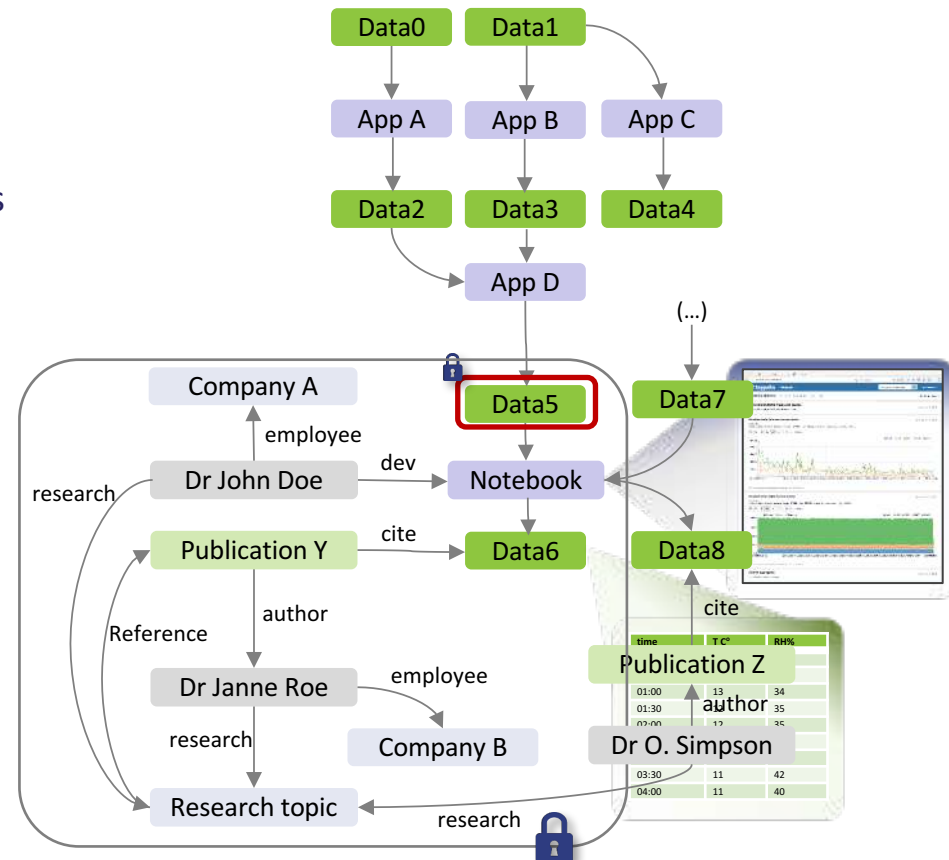 Data0 Data1
App A App B App C
s
Data2 Data3 Data4
App D
(...)
Company A
Data5 Data7
employee
Dr John Doe dev Notebook
research
Publication Y cite Data6 Data8
cite
author
Reference
time T C° RH%
Publication Z
Dr Janne Roe employee
01:00 13 34
author
01:30 35
02:00 12 35
research
Company B Dr O. Simpson
03:30 11 42
04:00 11 40
Research topic
research